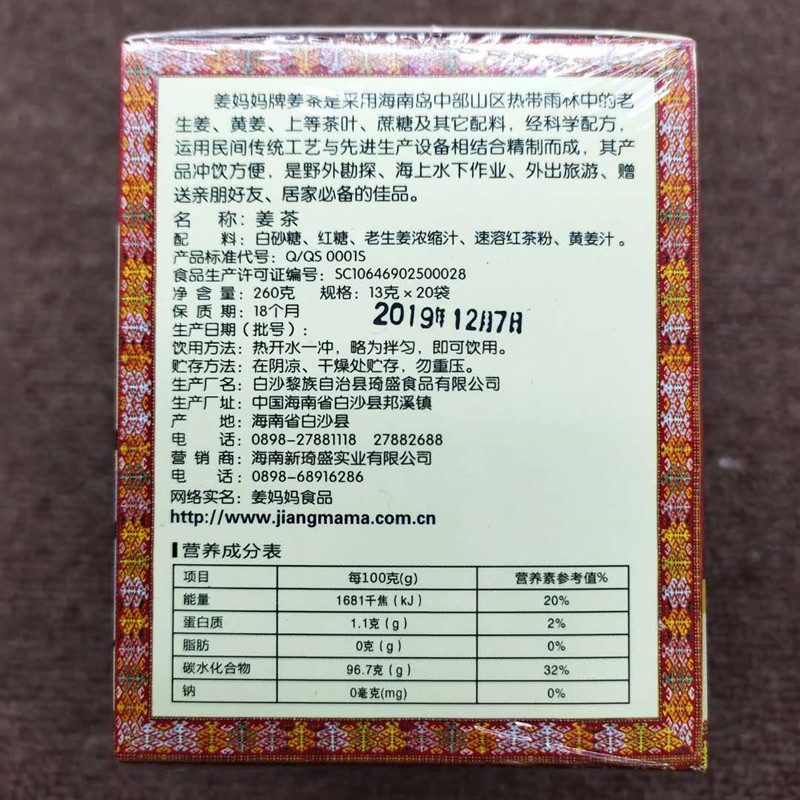 姜妈妈牌姜茶是采用海南岛中部山区热带雨林中的老
生姜、黄姜、上等茶叶、蔗糖及其它配料，经科学配方，
运用民间传统工艺与先进生产设备相结合精制而成，其产
品冲饮方便，是野外勘探、海上水下作业、外出旅游、赠
送亲朋好友、居家必备的佳品。
名 称：姜茶
配 料：白砂糖、红糖、老生姜浓缩汁、速溶红茶粉、黄姜汁。
产品标准代号：Q/QS 0001S
食品生产许可证编号：SC10646902500028
净 含 量：260克 规格：13克×20袋
保 质 期：18个月
2019年12月7日
生产日期（批号）：
饮用方法：热开水一冲，略为拌匀，即可饮用。
贮存方法：在阴凉、干燥处贮存，勿重压。
生产厂名：白沙黎族自治县琦盛食品有限公司
生产厂址：中国海南省白沙县邦溪镇
产 地：海南省白沙县
电 话：0898-27881118 27882688
营 销 商：海南新琦盛实业有限公司
电 话：0898-68916286
网络实名：姜妈妈食品
http://www.jiangmama.com.cn
营养成分表
项目 每100克(g) 营养素参考值%
能量 1681千焦(kJ) 20%
蛋白质 1.1克(g) 2%
脂肪 0克(g) 0%
碳水化合物 96.7克(g) 32%
钠 0毫克(mg) 0%